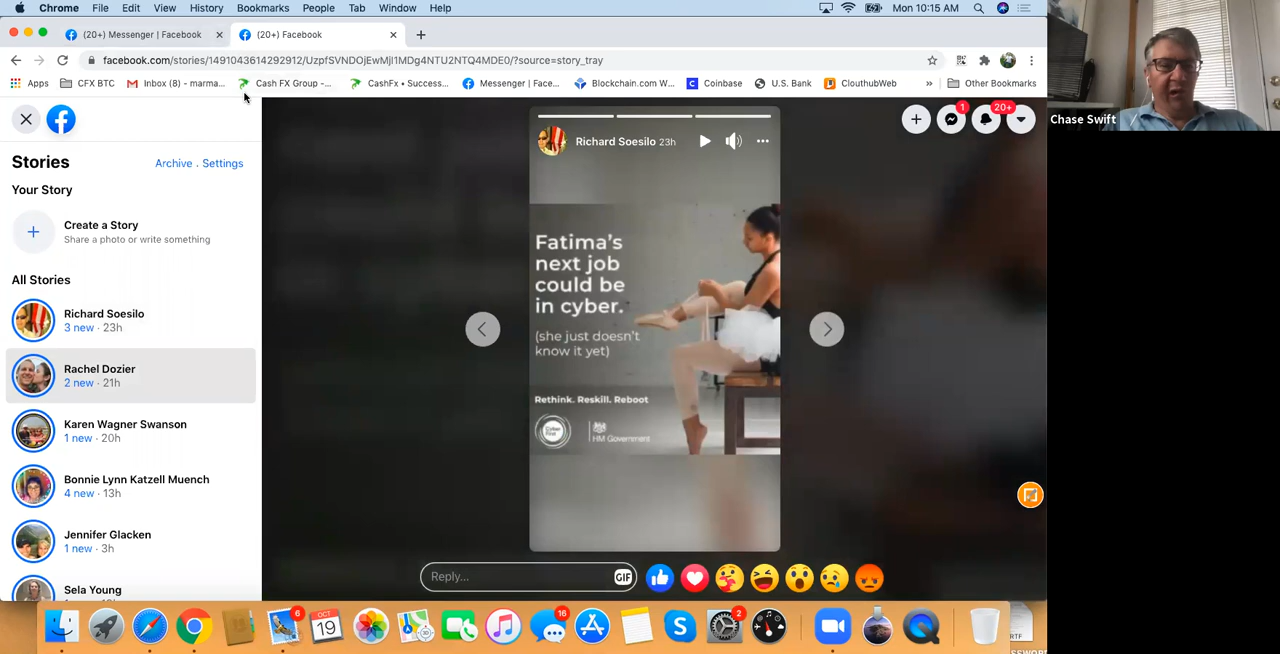 Chrome File Edit View History Bookmarks People Tab Window Help Mon 10:15 AM
(20+) Messenger | Facebook
(20+) Facebook
facebook.com/stories/1491043614292912/UzpfSVNDOjEwMjI1MDg4NTU2NTQ4MDE0/?source=story_tray
Apps CFX BTC Inbox (8) - marma... Cash FX Group -... CashFx • Success... Messenger | Face... Blockchain.com W... Coinbase U.S. Bank ClouthubWeb » Other Bookmarks
Chase Swift
1
20+
Stories
Archive . Settings
Your Story
Create a Story
Share a photo or write something
All Stories
Richard Soesilo
3 new · 23h
Rachel Dozier
2 new · 21h
Karen Wagner Swanson
1 new · 20h
Bonnie Lynn Katzell Muench
4 new · 13h
Jennifer Glacken
1 new · 3h
Sela Young
Richard Soesilo 23h
Fatima's
next job
could be
in cyber.
(she just doesn't
know it yet)
Rethink. Reskill. Reboot
HM Government
Reply...
GIF
6
OCT
19
16
2
RTF